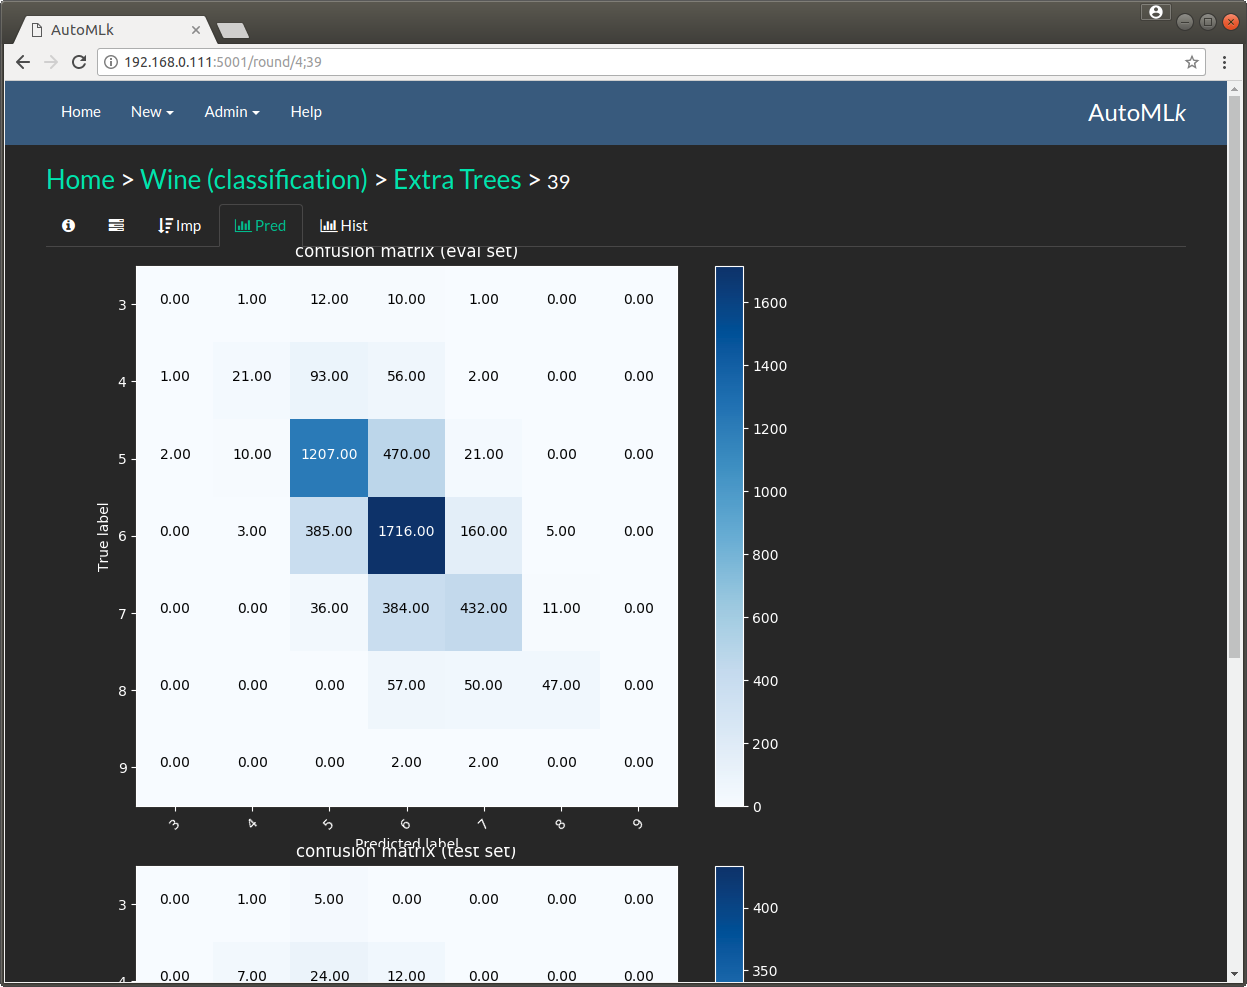 AutoMLk
192.168.0.111:5001/round/4;39
Home New Admin Help AutoMLk
Home > Wine (classification) > Extra Trees > 39
Imp Pred Hist
confusion matrix (eval set)
3 0.00 1.00 12.00 10.00 1.00 0.00 0.00
1600
4 1.00 21.00 93.00 56.00 2.00 0.00 0.00
1400
1200
5 2.00 10.00 1207.00 470.00 21.00 0.00 0.00
1000
True label
6 0.00 3.00 385.00 1716.00 160.00 5.00 0.00
800
7 0.00 0.00 36.00 384.00 432.00 11.00 0.00
600
400
8 0.00 0.00 0.00 57.00 50.00 47.00 0.00
200
9 0.00 0.00 0.00 2.00 2.00 0.00 0.00
0
3 4 5 6 7 8 9
Predicted label
confusion matrix (test set)
3 0.00 1.00 5.00 0.00 0.00 0.00 0.00
400
4 0.00 7.00 24.00 12.00 0.00 0.00 0.00
350